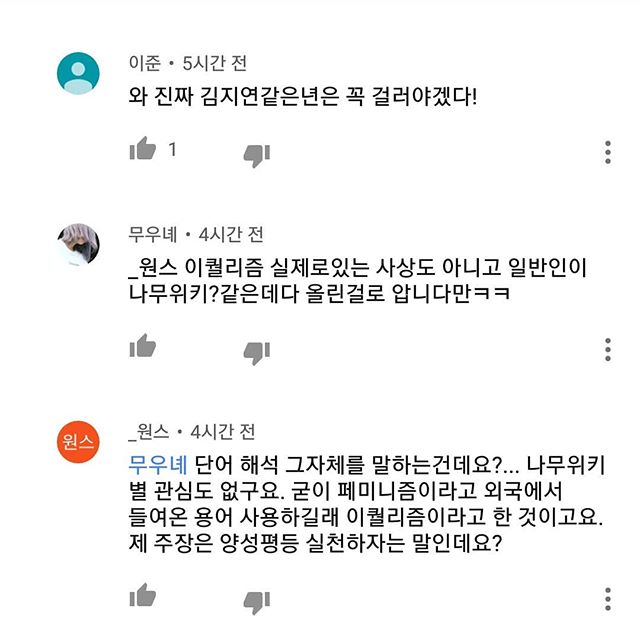 이준 • 5시간 전
와 진짜 김지연같은년은 꼭 걸러야겠다!
1
무우녜 • 4시간 전
_원스 이퀄리즘 실제로있는 사상도 아니고 일반인이
나무위키?같은데다 올린걸로 압니다만ㅋㅋ
원스
_원스 • 4시간 전
무우녜 단어 해석 그자체를 말하는건데요?... 나무위키
별 관심도 없구요. 굳이 페미니즘이라고 외국에서
들여온 용어 사용하길래 이퀄리즘이라고 한 것이고요.
제 주장은 양성평등 실천하자는 말인데요?